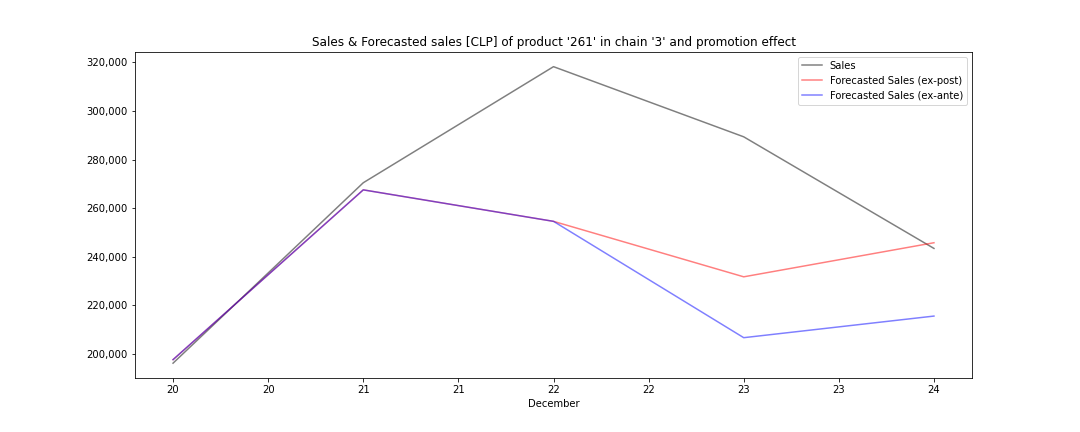 Sales & Forecasted sales [CLP] of product '261' in chain '3' and promotion effect
320,000
300,000
280,000
260,000
240,000
220,000
200,000
Sales
Forecasted Sales (ex-post)
Forecasted Sales (ex-ante)
20 20 21 21 22 22 23 23 24
December